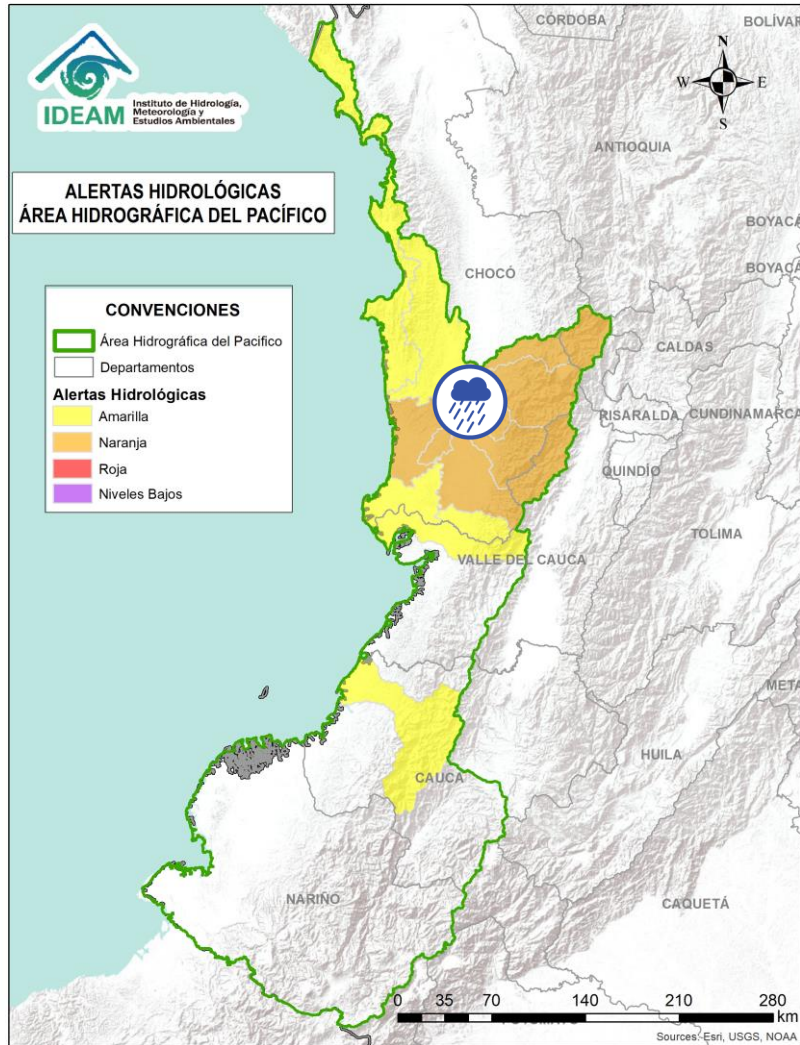 IDEAM
Instituto de Hidrología,
Meteorología y
Estudios Ambientales
ALERTAS HIDROLÓGICAS
ÁREA HIDROGRÁFICA DEL PACÍFICO
CONVENCIONES
Área Hidrográfica del Pacifico
Departamentos
Alertas Hidrológicas
Amarilla
Naranja
Roja
Niveles Bajos
N
W
E
S
CÓRDOBA
BOLÍVAR
ANTIOQUIA
BOYACÁ
BOYACÁ
CHOCÓ
CALDAS
RISARALDA
CUNDINAMARCA
QUINDÍO
TOLIMA
VALLE DEL CAUCA
META
HUILA
CAUCA
NARIÑO
CAQUETÁ
0 35 70 140 210 280
km
Sources: Esri, USGS, NOAA